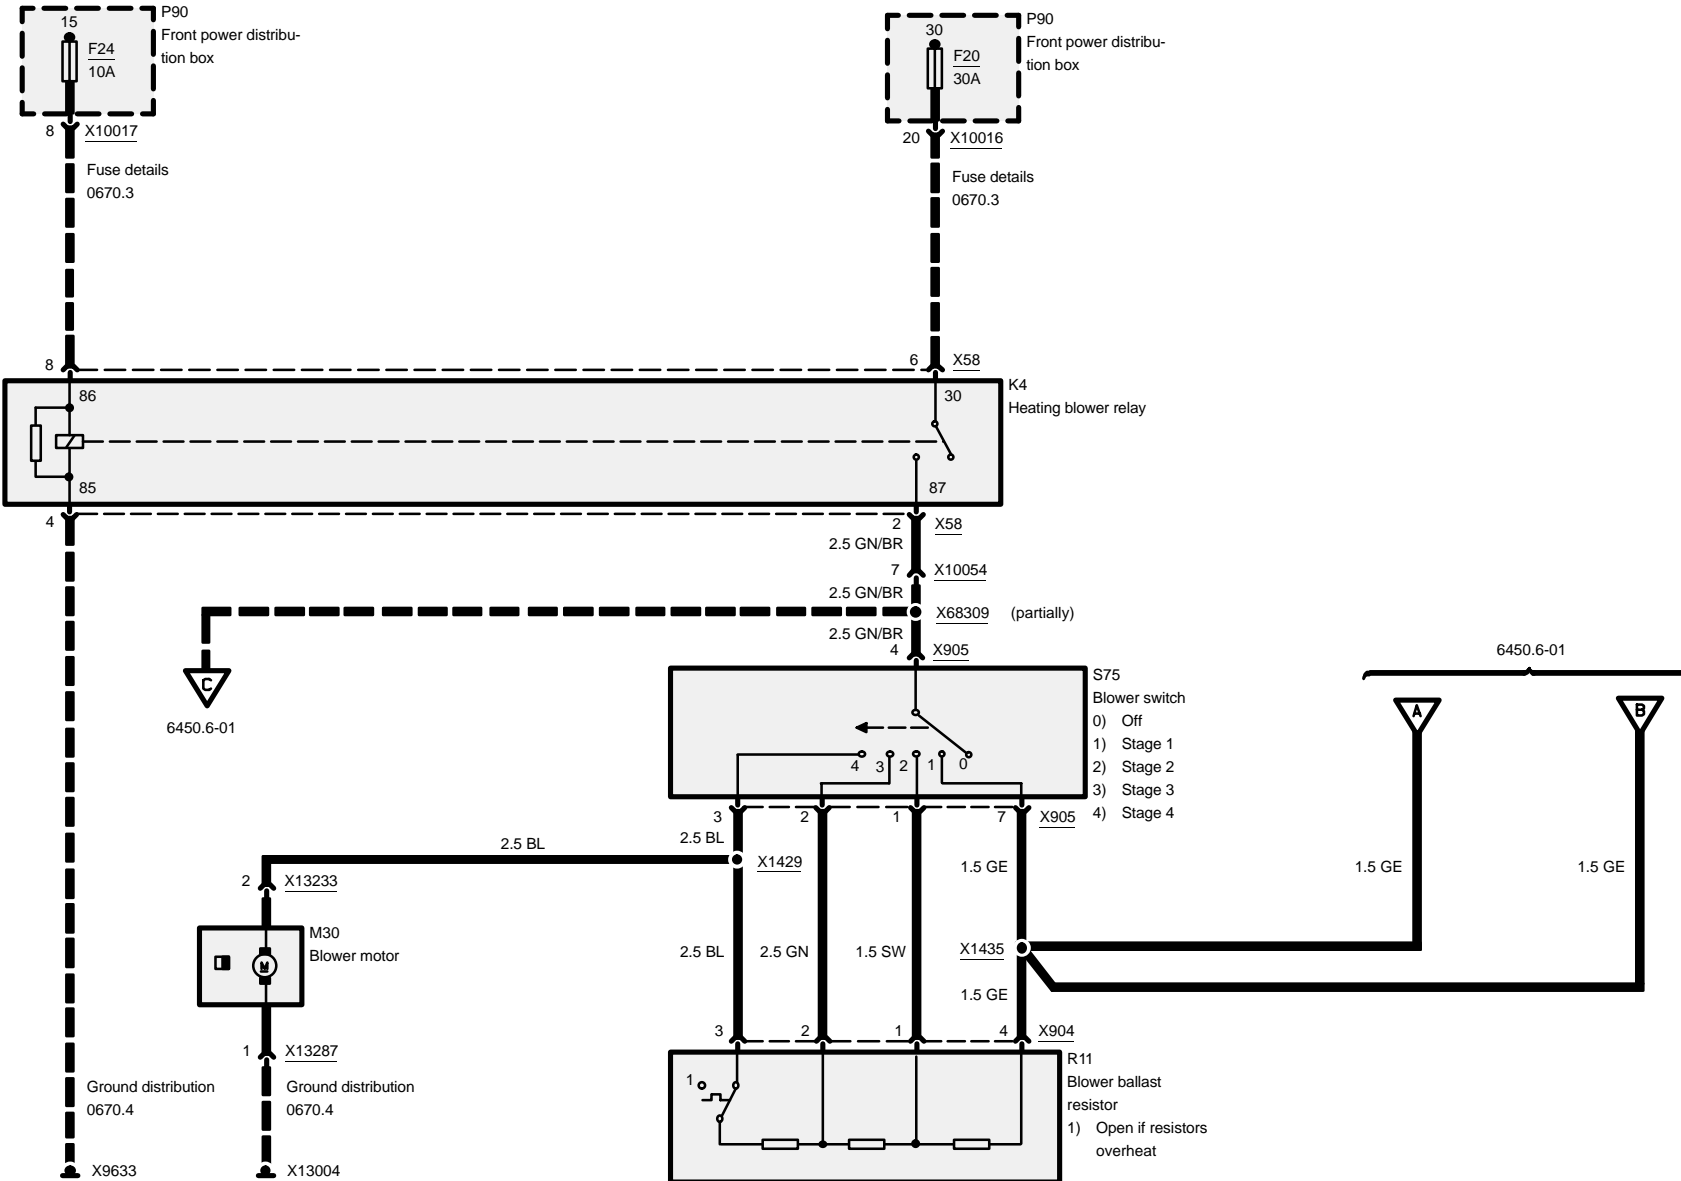 15
F24
10A
P90
Front power distribu-
tion box
30
F20
30A
P90
Front power distribu-
tion box
8
X10017
20
X10016
Fuse details
0670.3
Fuse details
0670.3
8
6
X58
86
30
K4
Heating blower relay
85
87
4
2
X58
2.5 GN/BR
7
X10054
2.5 GN/BR
X68309
(partially)
2.5 GN/BR
4
X905
C
6450.6-01
S75
Blower switch
0) Off
1) Stage 1
2) Stage 2
3) Stage 3
4) Stage 4
4
3
2
1
0
6450.6-01
A
B
3
2
1
7
X905
2.5 BL
2.5 BL
X1429
1.5 GE
1.5 GE
1.5 GE
2
X13233
M30
Blower motor
M
2.5 BL
2.5 GN
1.5 SW
X1435
1.5 GE
3
2
1
4
X904
1
X13287
R11
Blower ballast
resistor
1) Open if resistors
overheat
1
Ground distribution
0670.4
Ground distribution
0670.4
X9633
X13004